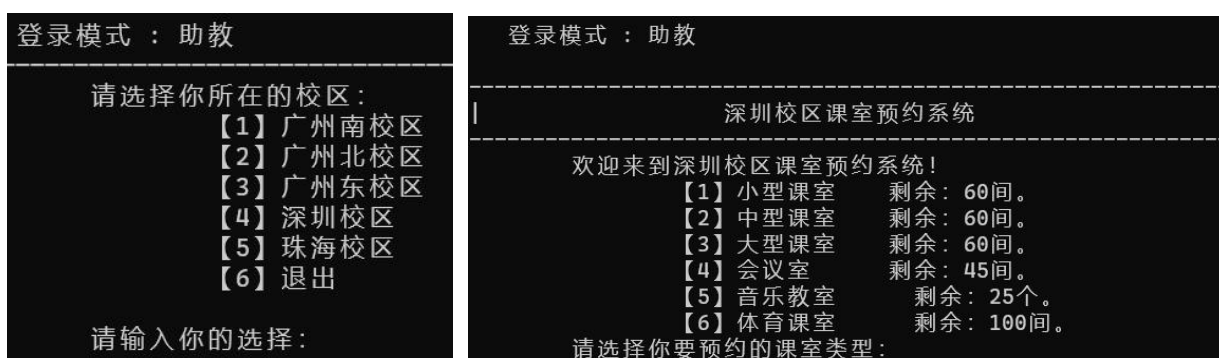 登录模式 : 助教
请选择你所在的校区:
【1】广州南校区
【2】广州北校区
【3】广州东校区
【4】深圳校区
【5】珠海校区
【6】退出
请输入你的选择:
登录模式 : 助教
深圳校区课室预约系统
欢迎来到深圳校区课室预约系统!
【1】小型课室 剩余: 60间。
【2】中型课室 剩余: 60间。
【3】大型课室 剩余: 60间。
【4】会议室 剩余: 45间。
【5】音乐教室 剩余: 25个。
【6】体育课室 剩余: 100间。
请选择你要预约的课室类型: